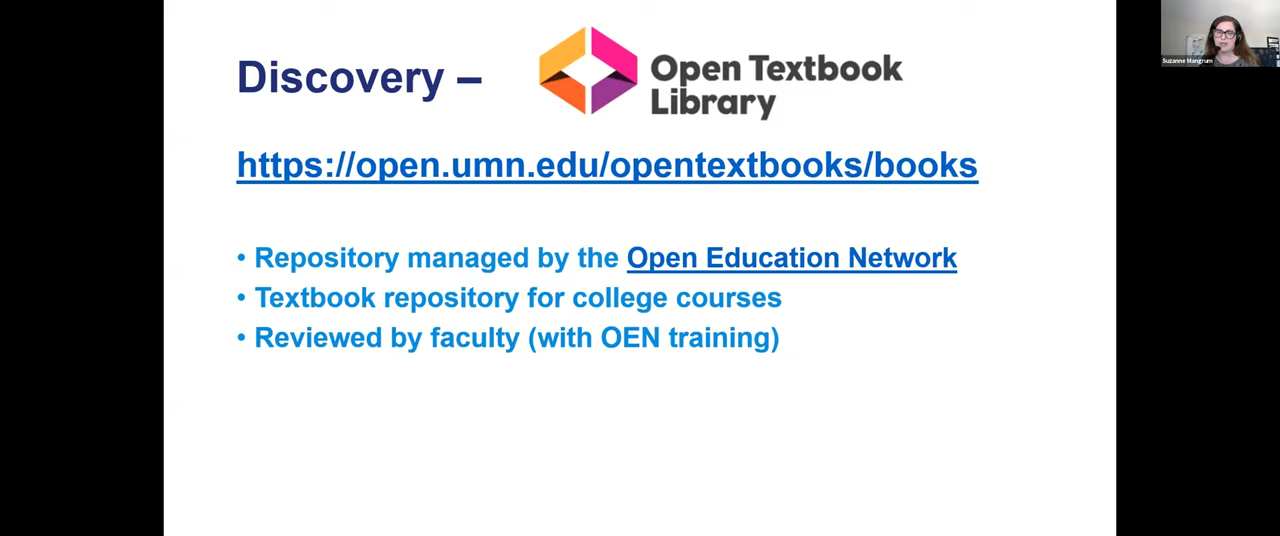 Discovery –
Open Textbook
Library
https://open.umn.edu/opentextbooks/books
• Repository managed by the Open Education Network
• Textbook repository for college courses
• Reviewed by faculty (with OEN training)
Suzanne Mangrum